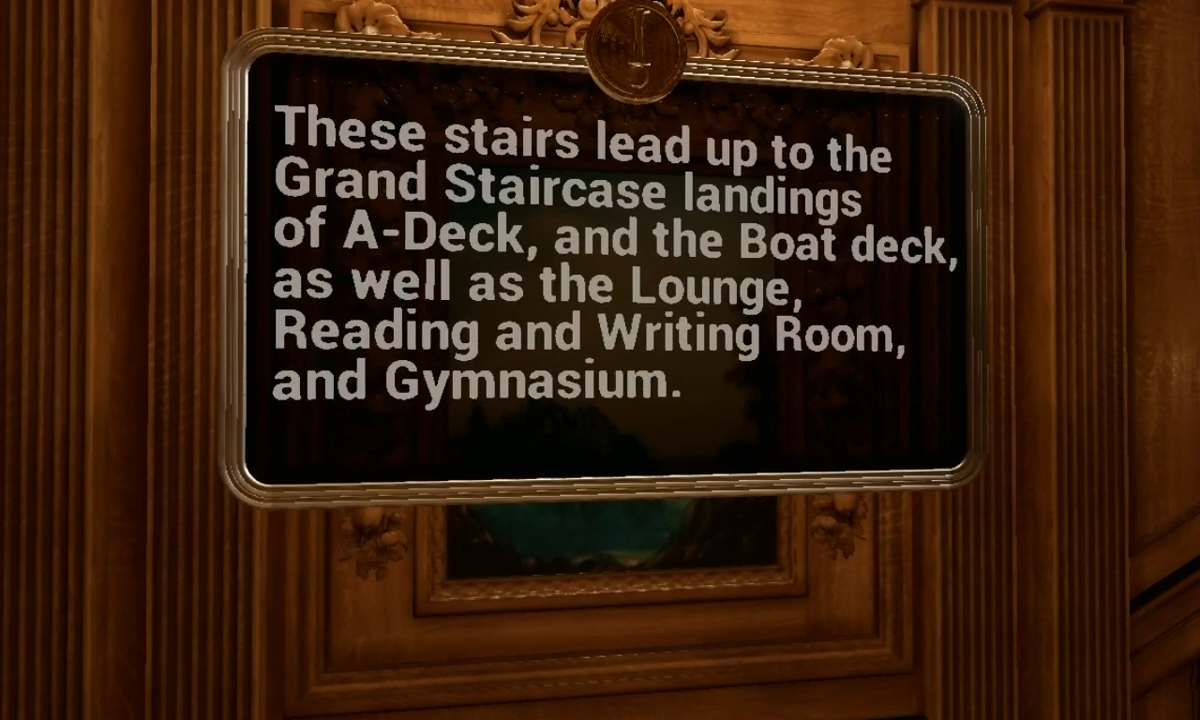 These stairs lead up to the
Grand Staircase landings
of A-Deck, and the Boat deck,
as well as the Lounge,
Reading and Writing Room,
and Gymnasium.